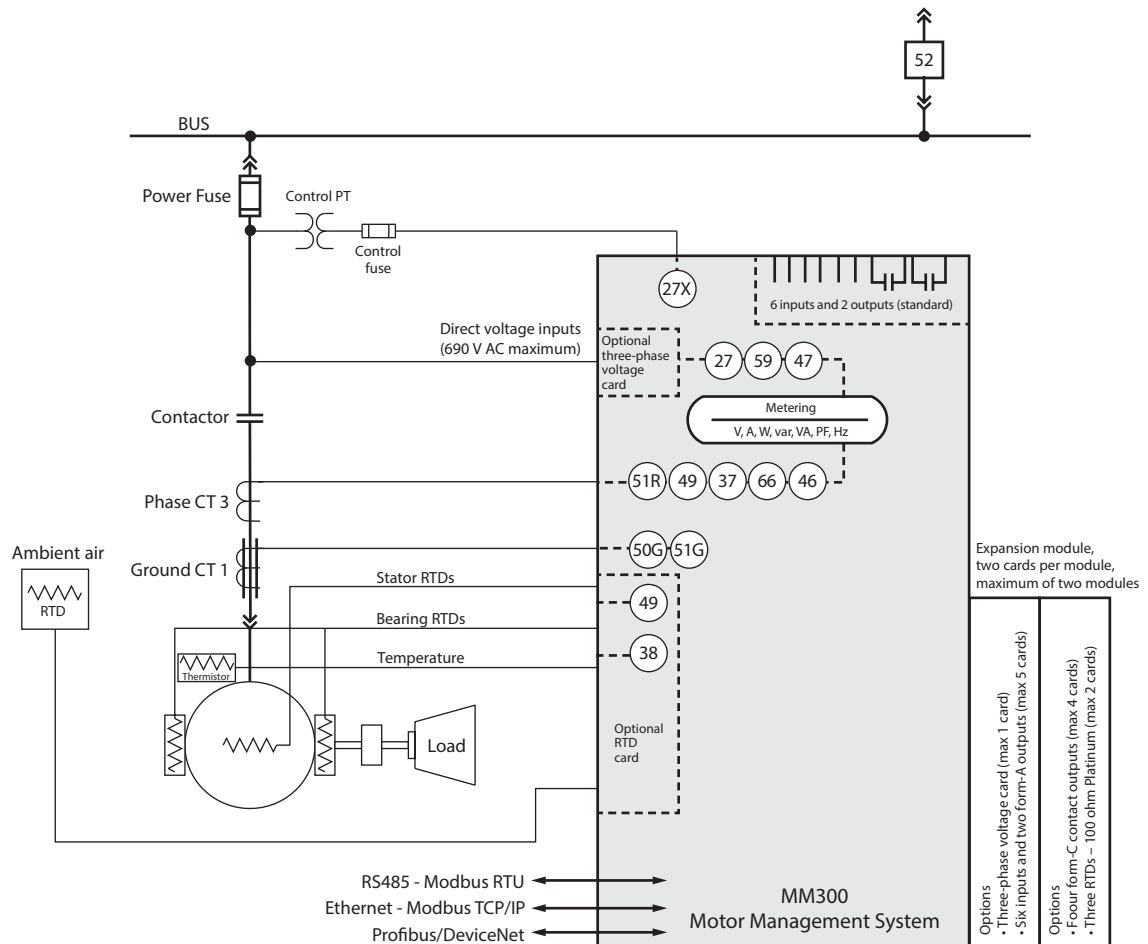 52
BUS
Power Fuse
Control PT
Control
fuse
27X
6 inputs and 2 outputs (standard)
Direct voltage inputs
(690 V AC maximum)
Optional
three-phase
voltage
card
27 59 47
Metering
V, A, W, var, VA, PF, Hz
Contactor
Phase CT 3
51R 49 37 66 46
Ground CT 1
50G 51G
Ambient air
RTD
Stator RTDs
49
Bearing RTDs
Temperature
38
Thermistor
Load
Optional
RTD
card
Expansion module,
two cards per module,
maximum of two modules
Options
• Three-phase voltage card (max 1 card)
• Six inputs and two form-A outputs (max 5 cards)
Options
• Foour form-C contact outputs (max 4 cards)
• Three RTDs – 100 ohm Platinum (max 2 cards)
RS485 - Modbus RTU
Ethernet - Modbus TCP/IP
Profibus/DeviceNet
MM300
Motor Management System